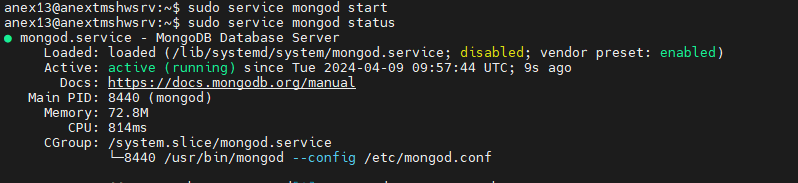 anex13@anextmshwsrv:~$ sudo service mongod start
anex13@anextmshwsrv:~$ sudo service mongod status
● mongod.service - MongoDB Database Server
     Loaded: loaded (/lib/systemd/system/mongod.service; disabled; vendor preset: enabled)
     Active: active (running) since Tue 2024-04-09 09:57:44 UTC; 9s ago
       Docs: https://docs.mongodb.org/manual
   Main PID: 8440 (mongod)
     Memory: 72.8M
        CPU: 814ms
     CGroup: /system.slice/mongod.service
             └─8440 /usr/bin/mongod --config /etc/mongod.conf